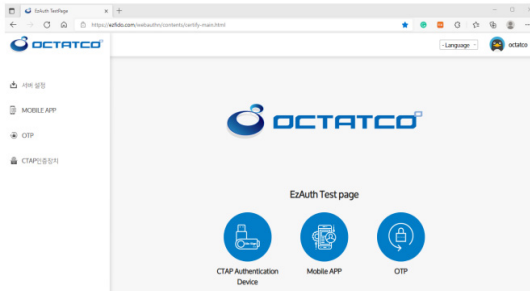 EzAuth TestPage
https://ezfido.com/webauthn/contents/certify-main.html
OCTATCO
-Language-
octatco
서버 설정
MOBILE APP
OTP
CTAP인증장치
OCTATCO
EzAuth Test page
CTAP Authentication
Device
Mobile APP
OTP